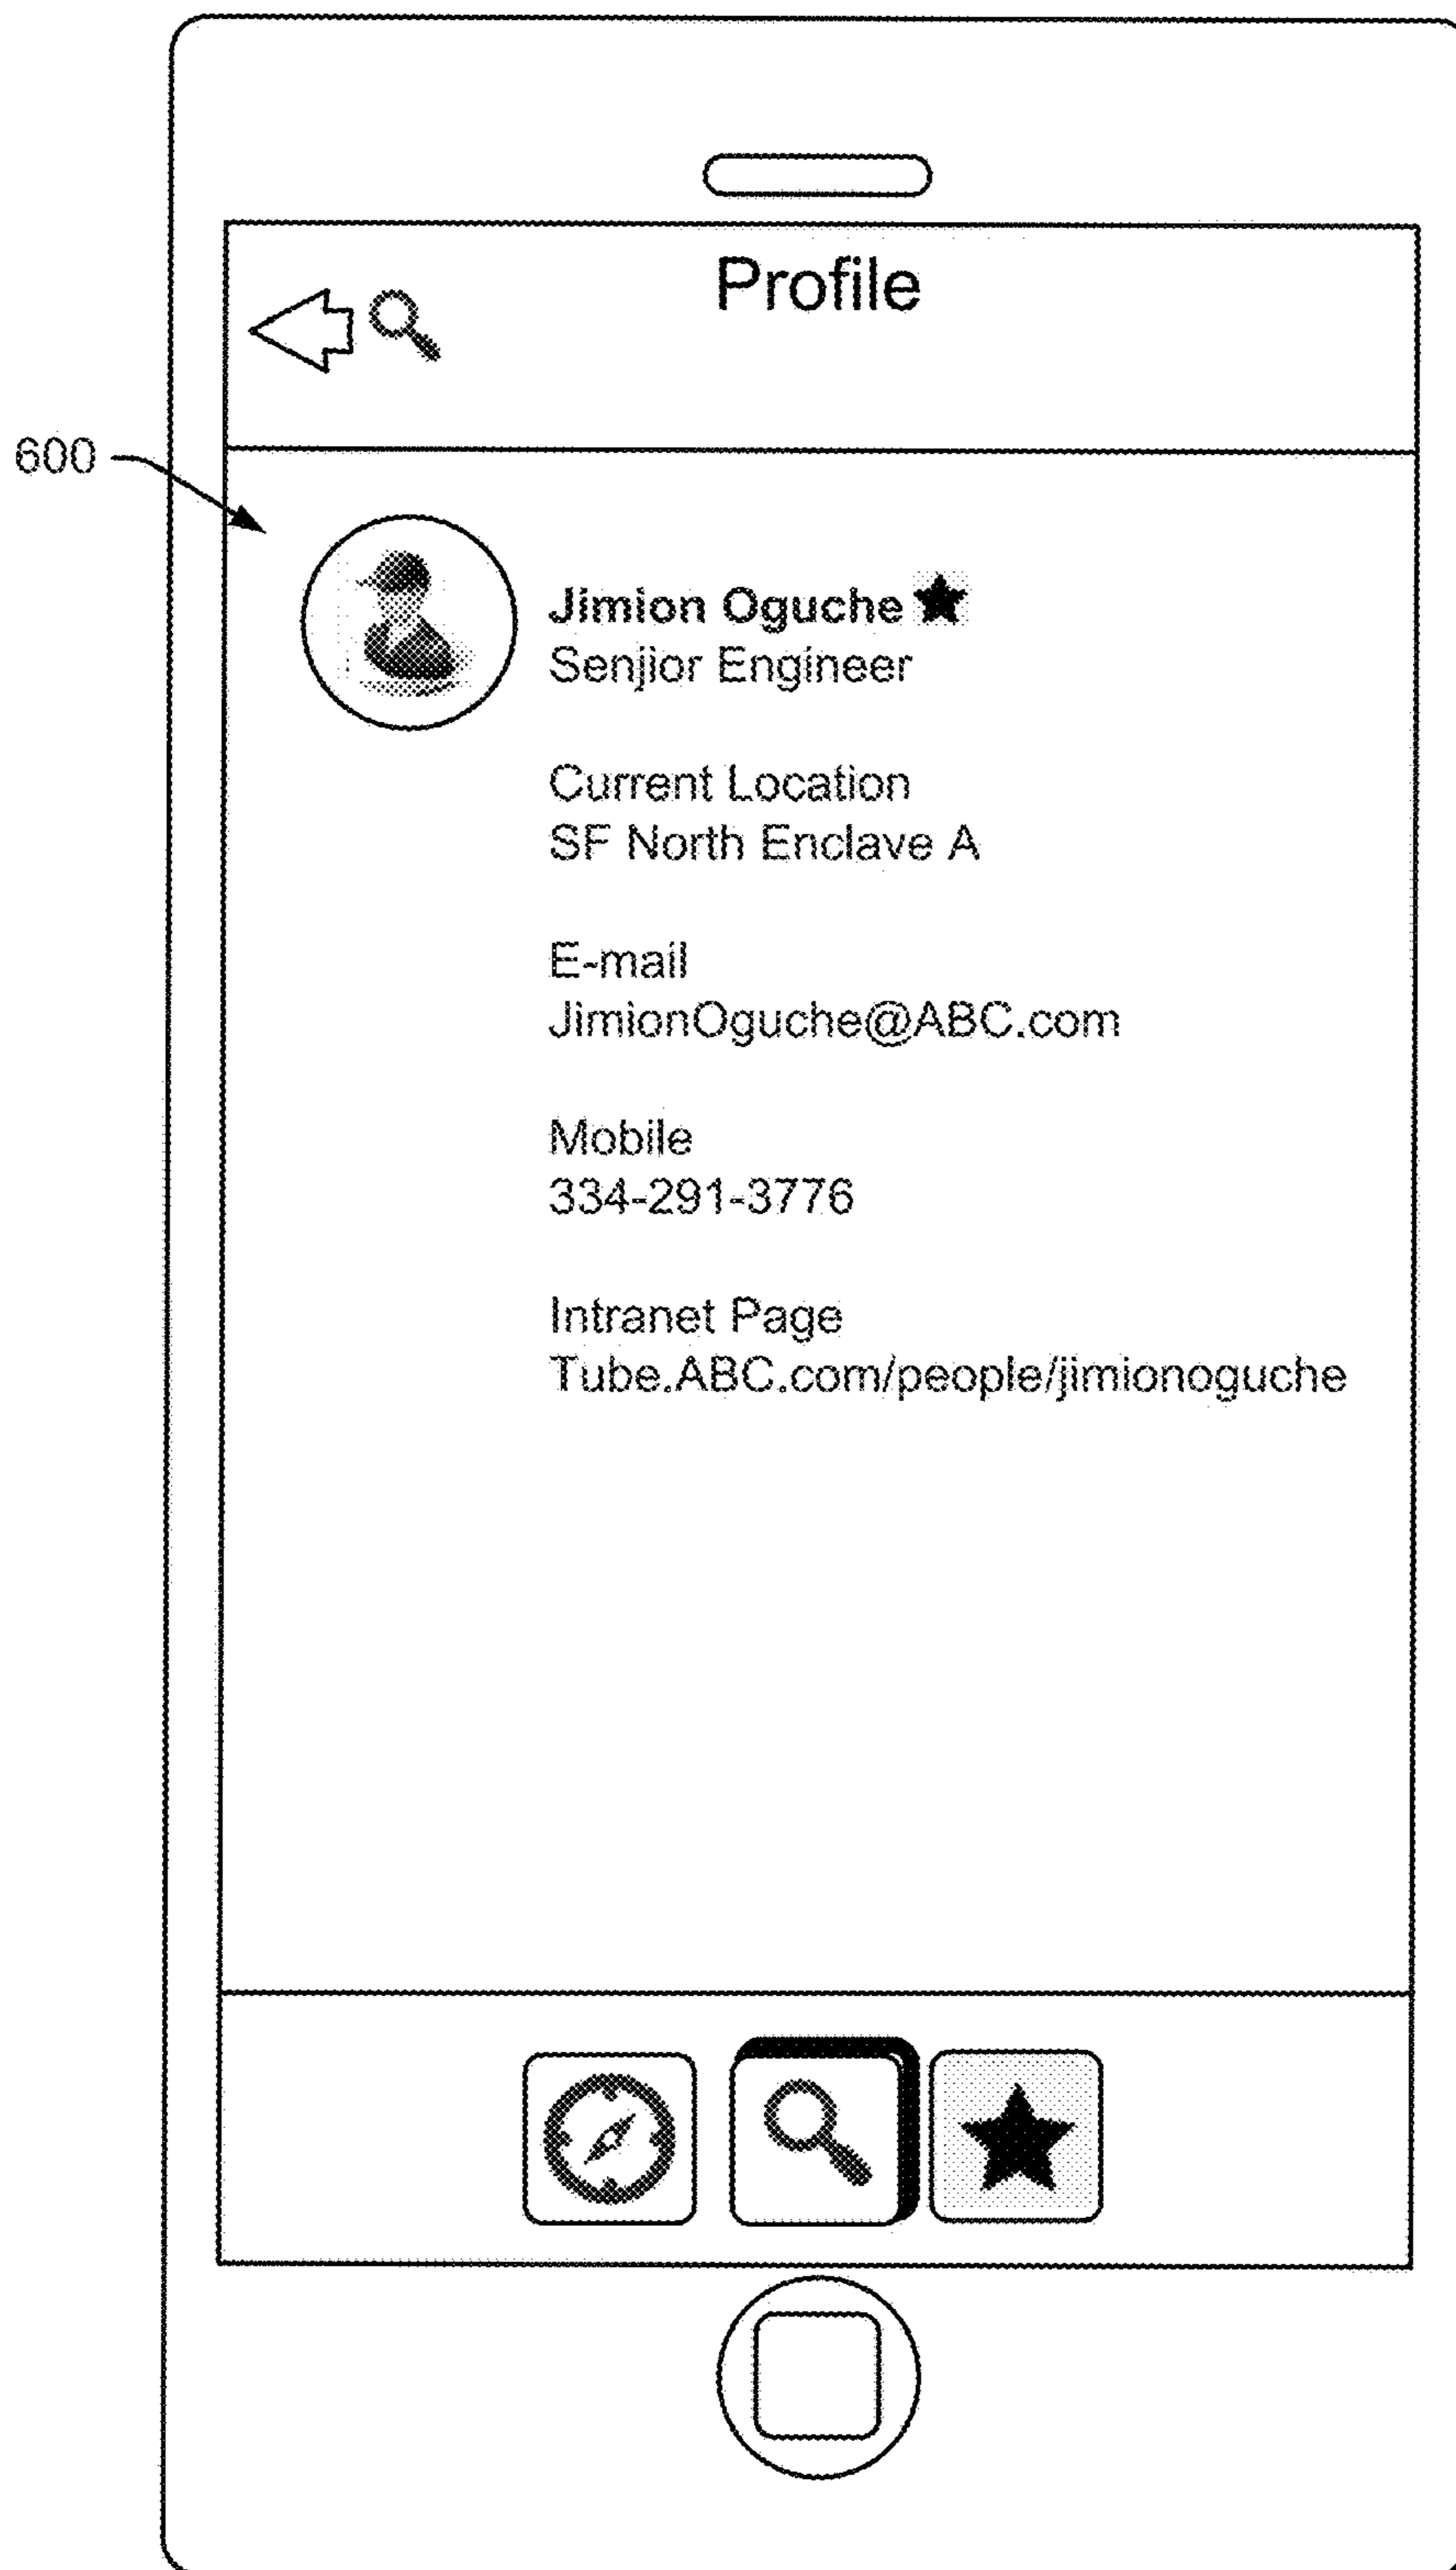 Profile
600
Jimion Oguche
Senjior Engineer
Current Location
SF North Enclave A
E-mail
JimionOguche@ABC.com
Mobile
334-291-3776
Intranet Page
Tube.ABC.com/people/jimionoguche